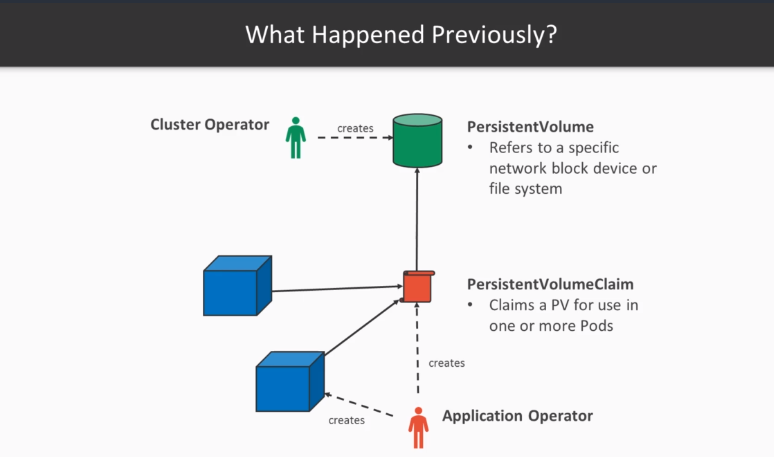 What Happened Previously?
Cluster Operator
creates
PersistentVolume
• Refers to a specific
network block device or
file system
PersistentVolumeClaim
• Claims a PV for use in
one or more Pods
creates
creates
Application Operator